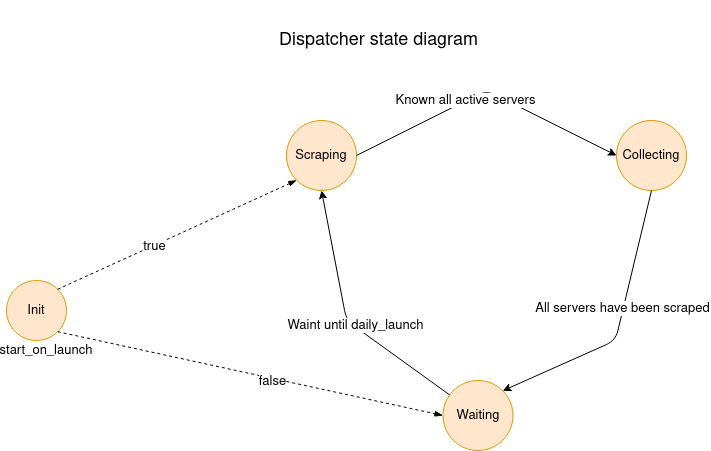 Dispatcher state diagram
Known all active servers
Scraping
Collecting
true
Init
All servers have been scraped
Waint until daily_launch
start_on_launch
false
Waiting